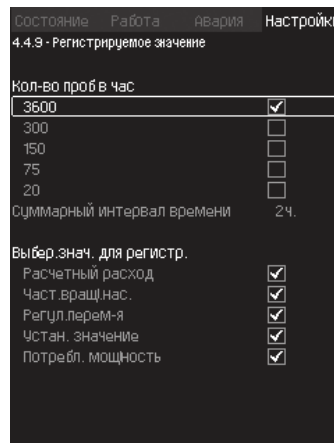 Состояние Работа Авария Настройки
4.4.9 - Регистрируемое значение
Кол-во проб в час
3600
300
150
75
20
Суммарный интервал времени 2ч.
Выбер.знач. для регистр.
Расчетный расход
Част.вращ.нас.
Регул.перем-я
Устан. значение
Потребл. мощность